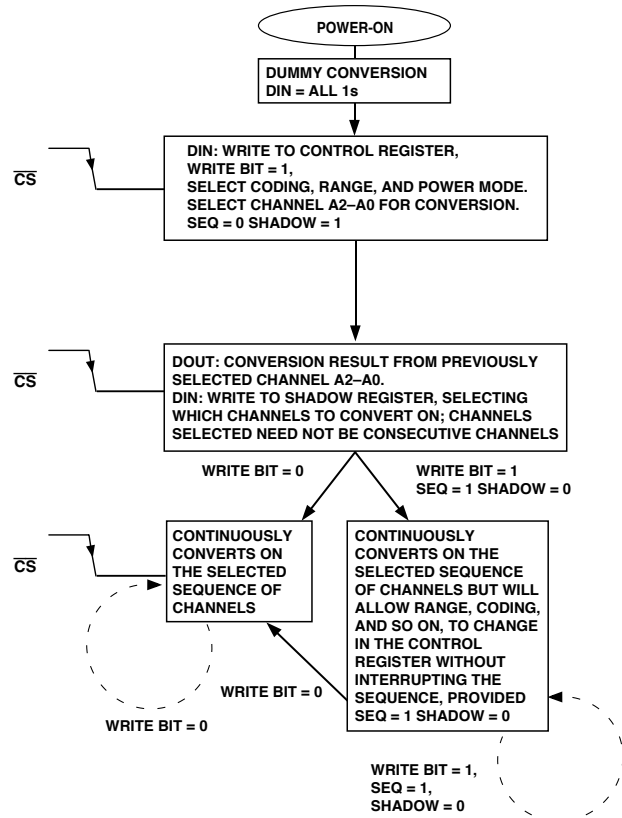 POWER-ON
DUMMY CONVERSION
DIN = ALL 1s
CS
DIN: WRITE TO CONTROL REGISTER,
WRITE BIT = 1,
SELECT CODING, RANGE, AND POWER MODE.
SELECT CHANNEL A2–A0 FOR CONVERSION.
SEQ = 0 SHADOW = 1
CS
DOUT: CONVERSION RESULT FROM PREVIOUSLY
SELECTED CHANNEL A2–A0.
DIN: WRITE TO SHADOW REGISTER, SELECTING
WHICH CHANNELS TO CONVERT ON; CHANNELS
SELECTED NEED NOT BE CONSECUTIVE CHANNELS
WRITE BIT = 0
WRITE BIT = 1
SEQ = 1 SHADOW = 0
CS
CONTINUOUSLY
CONVERTS ON
THE SELECTED
SEQUENCE OF
CHANNELS
CONTINUOUSLY
CONVERTS ON THE
SELECTED SEQUENCE
OF CHANNELS BUT WILL
ALLOW RANGE, CODING,
AND SO ON, TO CHANGE
IN THE CONTROL
REGISTER WITHOUT
INTERRUPTING THE
SEQUENCE, PROVIDED
SEQ = 1 SHADOW = 0
WRITE BIT = 0
WRITE BIT = 0
WRITE BIT = 1,
SEQ = 1,
SHADOW = 0